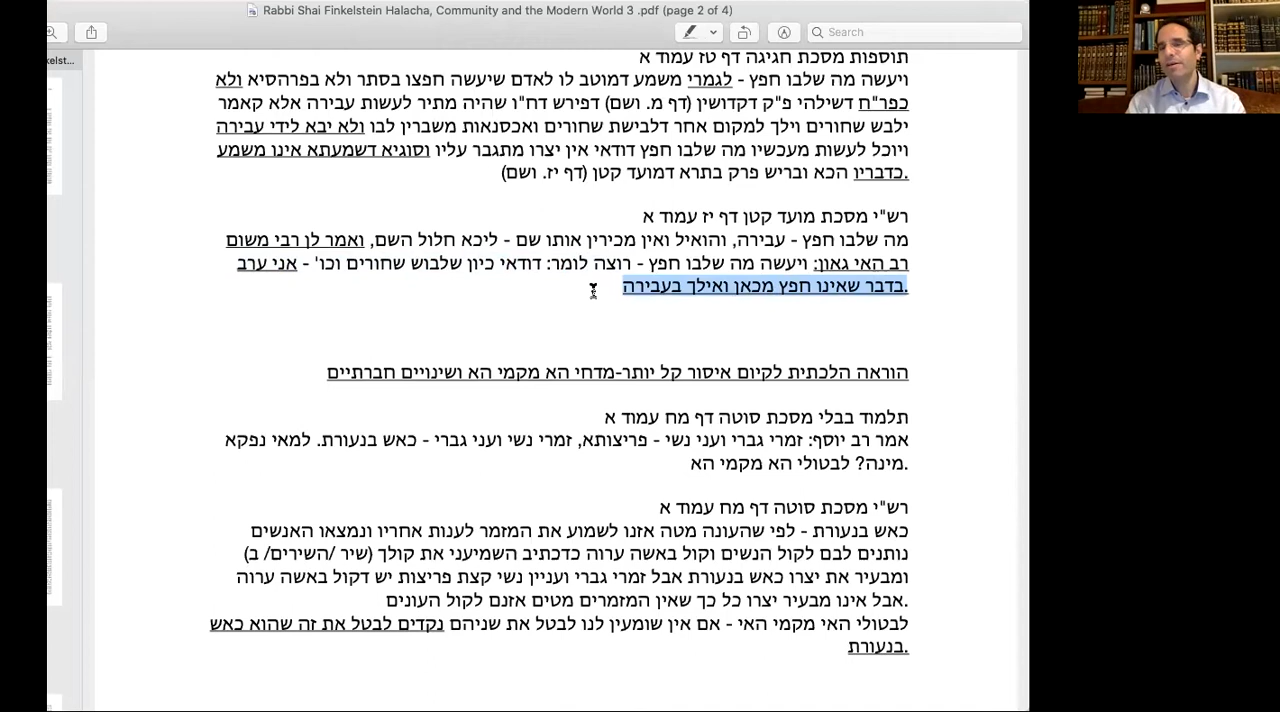 Rabbi Shai Finkelstein Halacha, Community and the Modern World 3 .pdf (page 2 of 4)
Search
kelst...
תוספות מסכת חגיגה דף טז עמוד א
ויעשה מה שלבו חפץ - לגמרי משמע דמוטב לו לאדם שיעשה חפצו בסתר ולא בפרהסיא ולא
כפר"ח דשילהי פ"ק דקדושין (דף מ. ושם) דפירש דח"ו שהיה מתיר לעשות עבירה אלא קאמר
ילבש שחורים וילך למקום אחר דלבישת שחורים ואכסנאות משברין לבו ולא יבא לידי עבירה
ויוכל לעשות מעכשיו מה שלבו חפץ דודאי אין יצרו מתגבר עליו וסוגיא דשמעתא אינו משמע
.כדבריו הכא ובריש פרק בתרא דמועד קטן (דף יז. ושם)
רש"י מסכת מועד קטן דף יז עמוד א
מה שלבו חפץ - עבירה, והואיל ואין מכירין אותו שם - ליכא חלול השם, ואמר לן רבי משום
רב האי גאון: ויעשה מה שלבו חפץ - רוצה לומר: דודאי כיון שלבוש שחורים וכו' - אני ערב
.בדבר שאינו חפץ מכאן ואילך בעבירה
הוראה הלכתית לקיום איסור קל יותר-מדחי הא מקמי הא ושינויים חברתיים
תלמוד בבלי מסכת סוטה דף מח עמוד א
אמר רב יוסף: זמרי גברי ועני נשי - פריצותא, זמרי נשי ועני גברי - כאש בנעורת. למאי נפקא
.מינה? לבטולי הא מקמי הא
רש"י מסכת סוטה דף מח עמוד א
כאש בנעורת - לפי שהעונה מטה אזנו לשמוע את המזמר לענות אחריו ונמצאו האנשים
נותנים לבם לקול הנשים וקול באשה ערוה כדכתיב השמיעני את קולך (שיר /השירים/ ב)
ומבעיר את יצרו כאש בנעורת אבל זמרי גברי ועניין נשי קצת פריצות יש דקול באשה ערוה
.אבל אינו מבעיר יצרו כל כך שאין המזמרים מטים אזנם לקול העונים
לבטולי האי מקמי האי - אם אין שומעין לנו לבטל את שניהם נקדים לבטל את זה שהוא כאש
.בנעורת